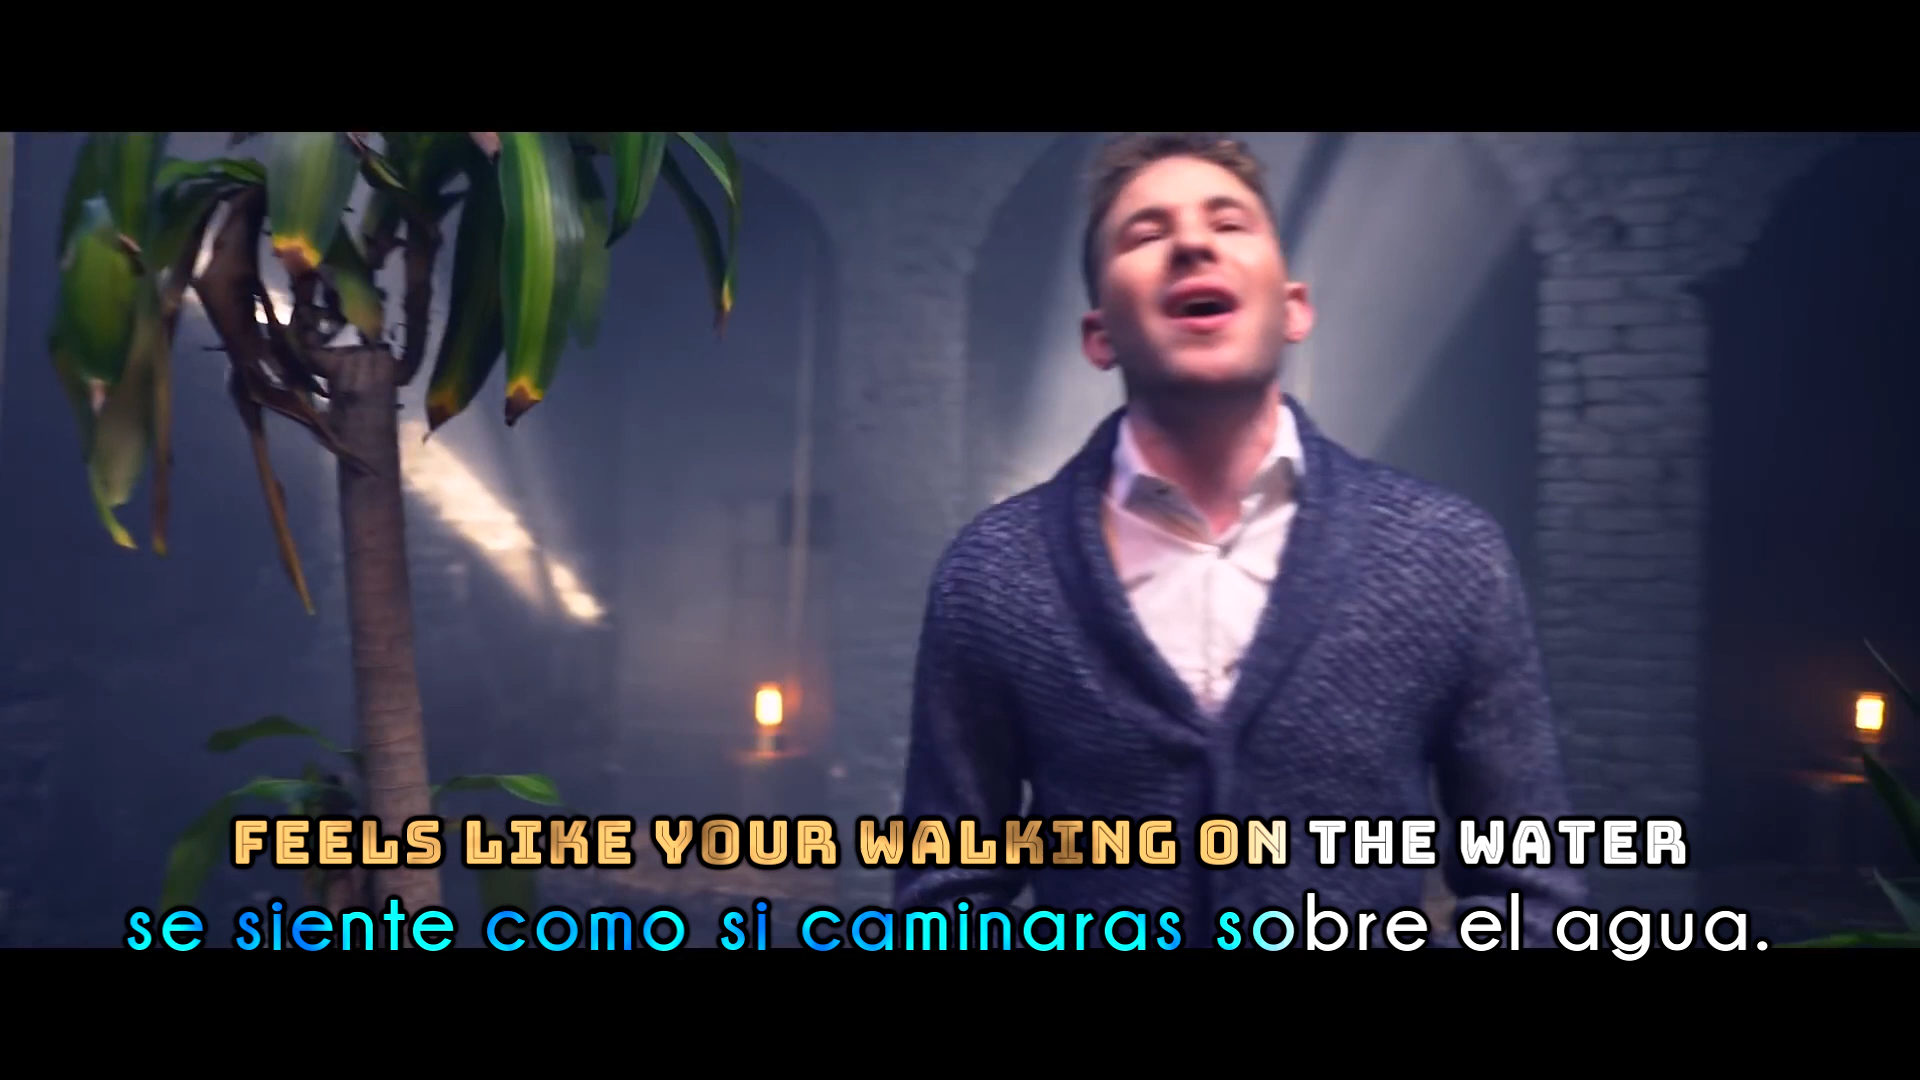 FEELS LIKE YOUR WALKING ON THE WATER
se siente como si caminaras sobre el agua.